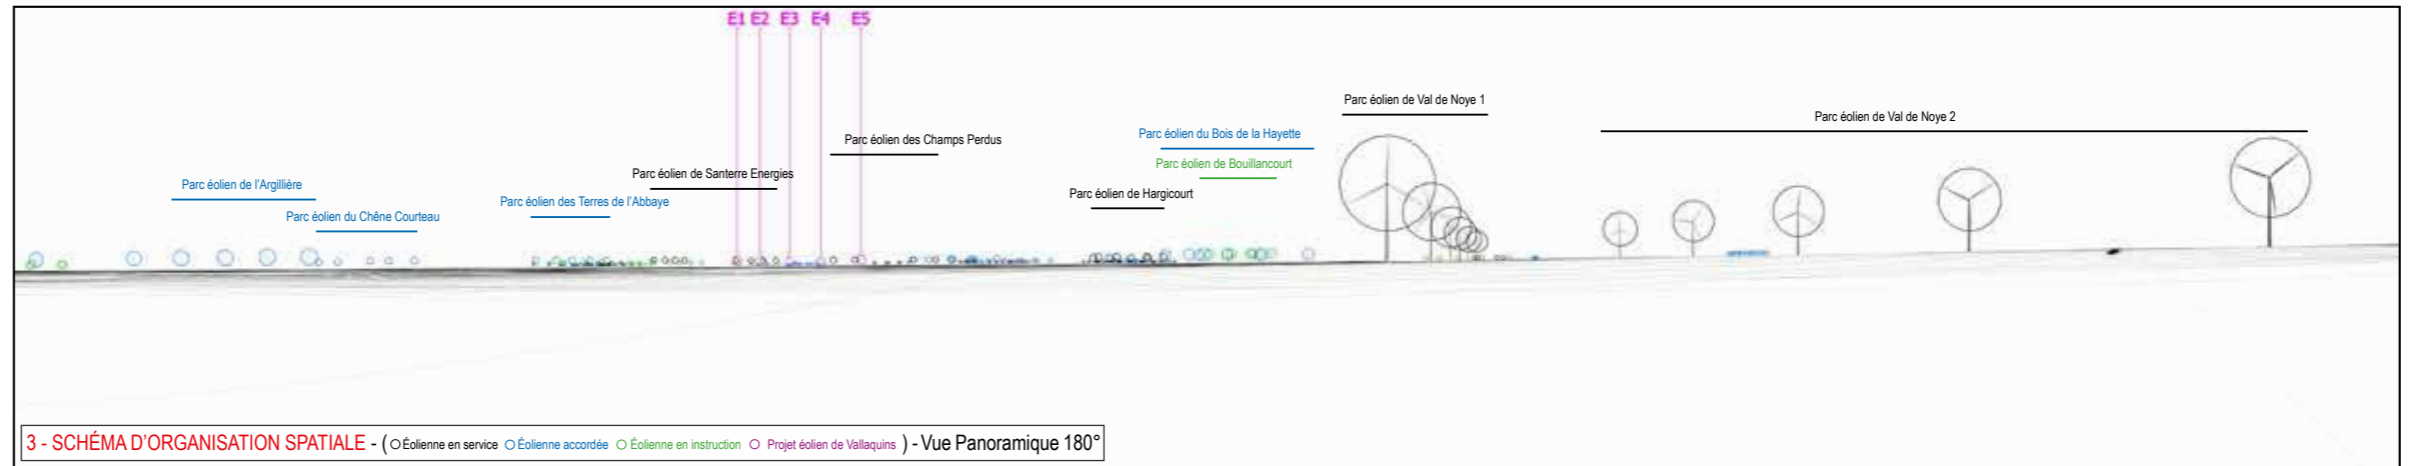 E1 E2 E3 E4 E5
Parc éolien de Val de Noye 1
Parc éolien de Val de Noye 2
Parc éolien du Bois de la Hayette
Parc éolien des Champs Perdus
Parc éolien de Bouillancourt
Parc éolien de Santerre Energies
Parc éolien de l'Argillière
Parc éolien de Hargicourt
Parc éolien des Terres de l'Abbaye
Parc éolien du Chêne Courteau
3 - SCHÉMA D'ORGANISATION SPATIALE - ( Éolienne en service Éolienne accordée Éolienne en instruction Projet éolien de Vallaquins ) - Vue Panoramique 180°